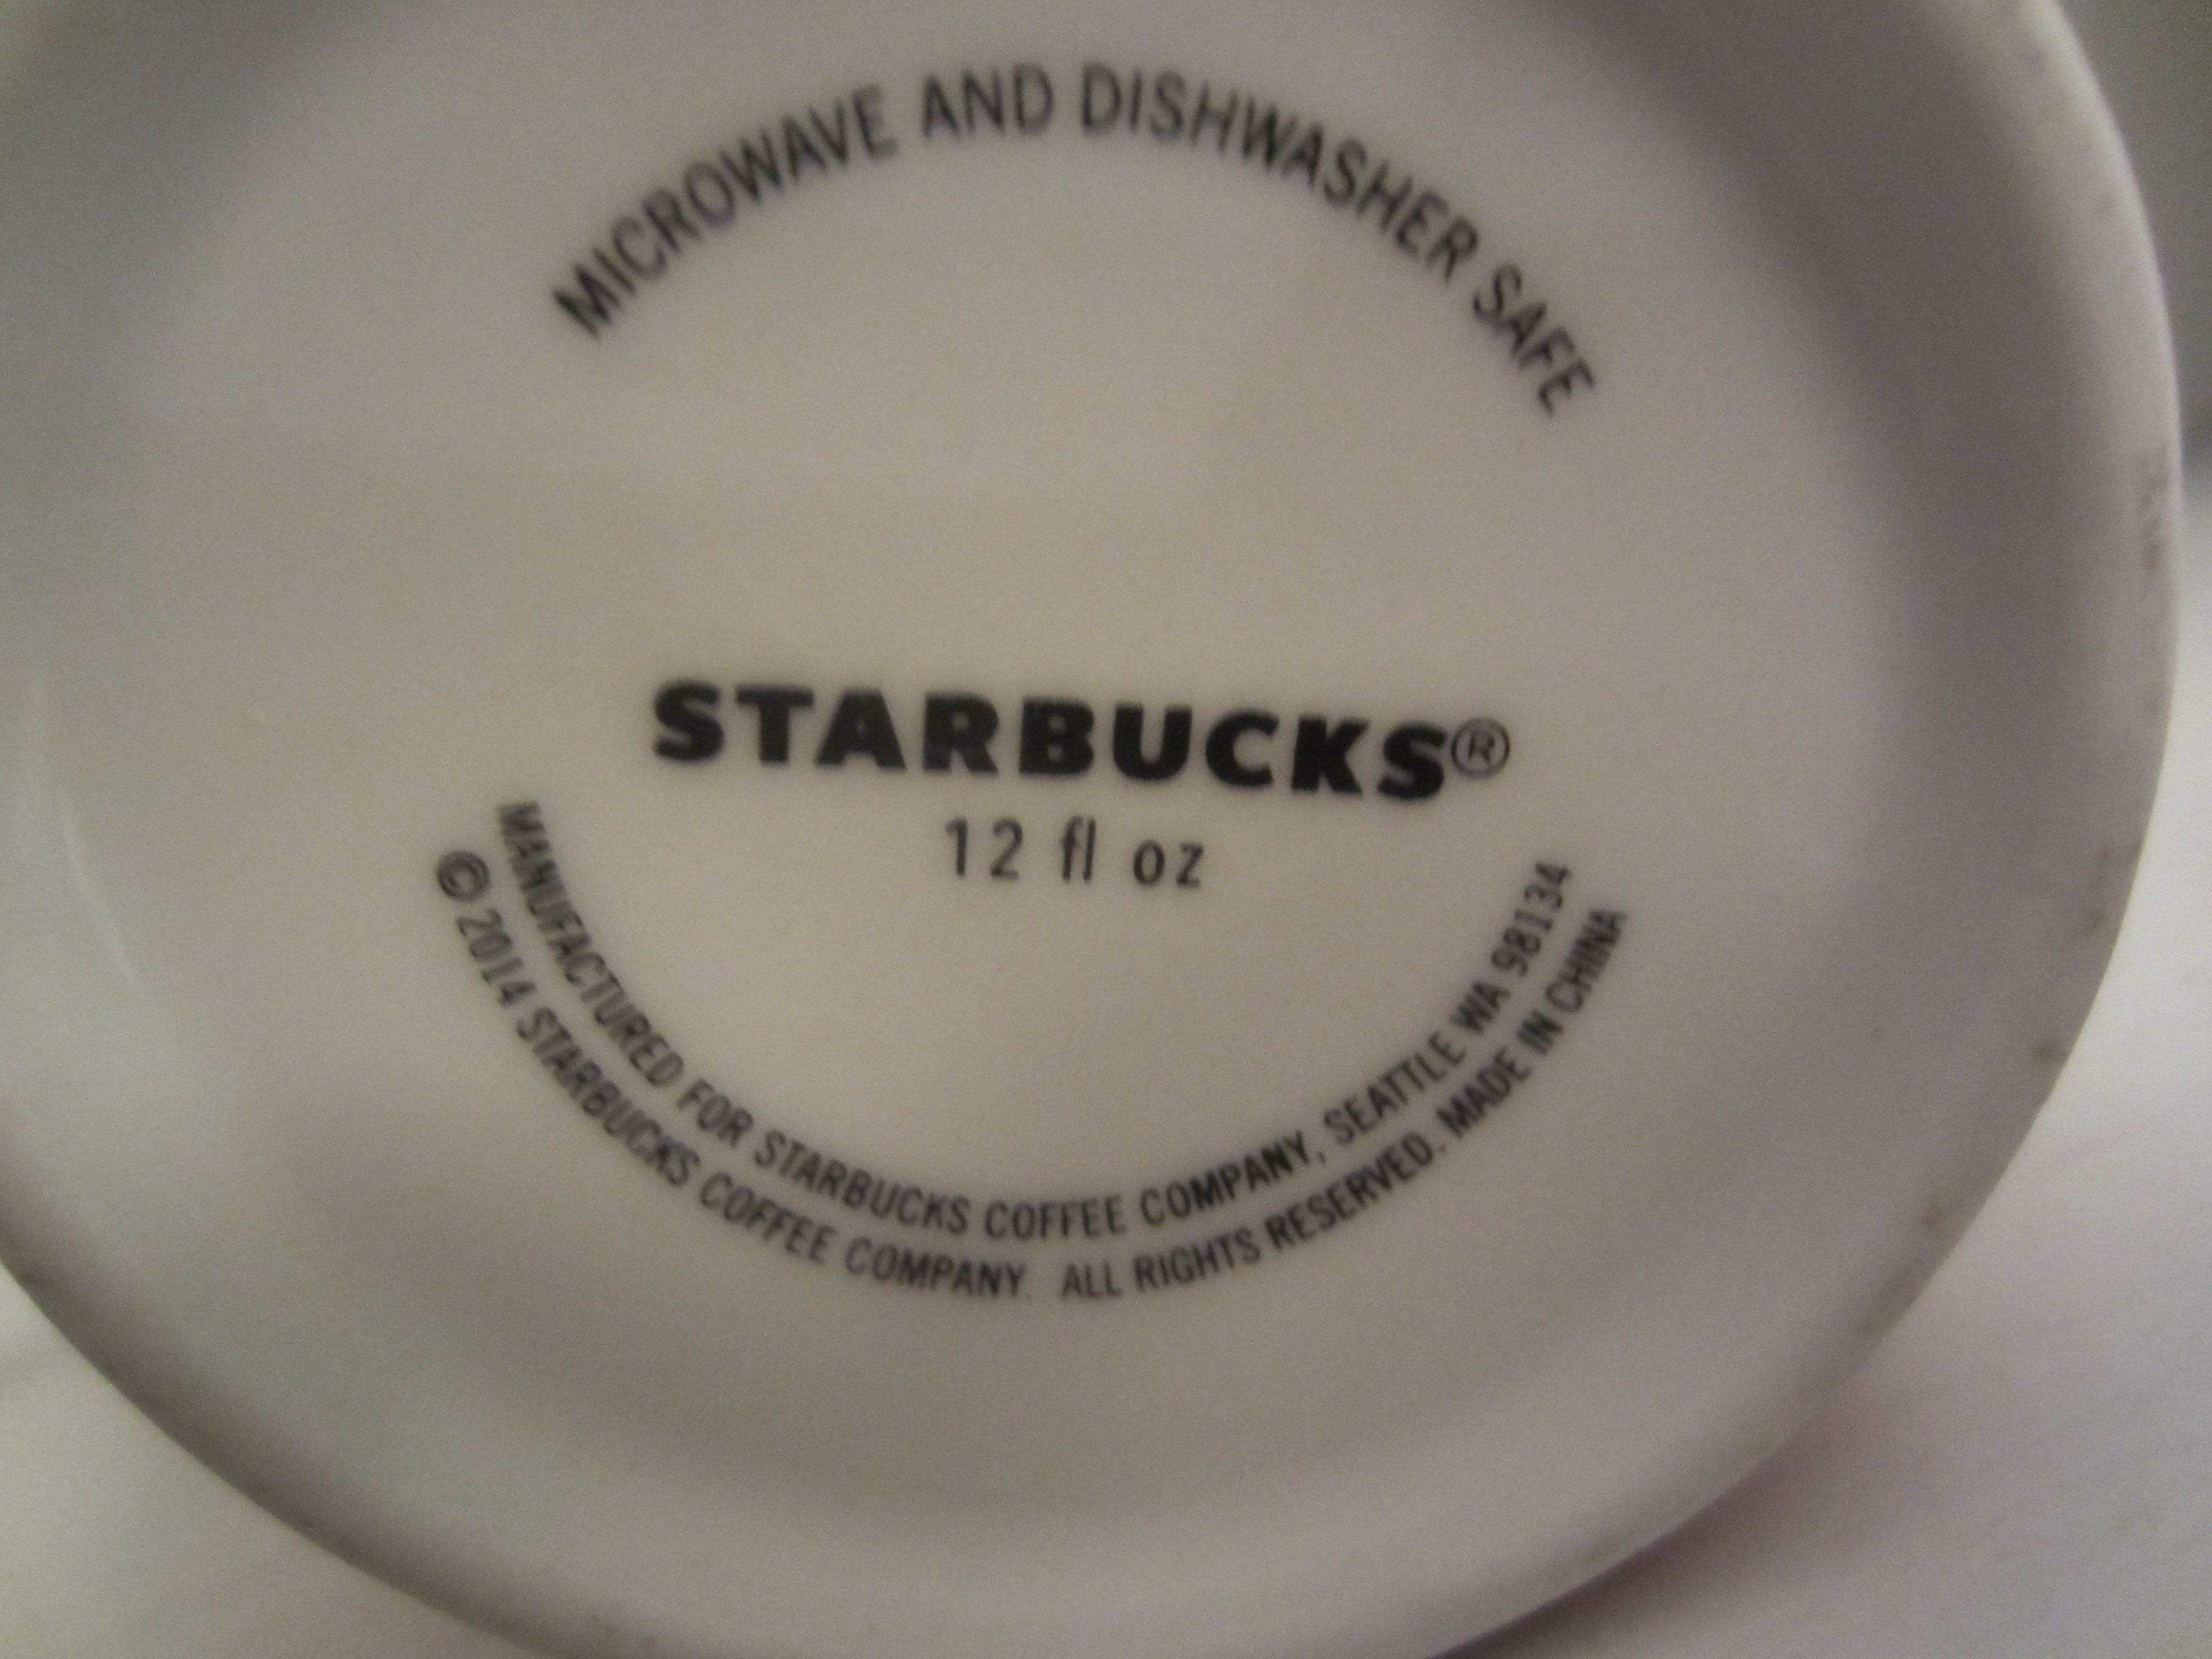 MICROWAVE AND DISHWASHER SAFE
STARBUCKS®
12 fl oz
MANUFACTURED FOR STARBUCKS COFFEE COMPANY, SEATTLE WA 98134
© 2014 STARBUCKS COFFEE COMPANY. ALL RIGHTS RESERVED. MADE IN CHINA